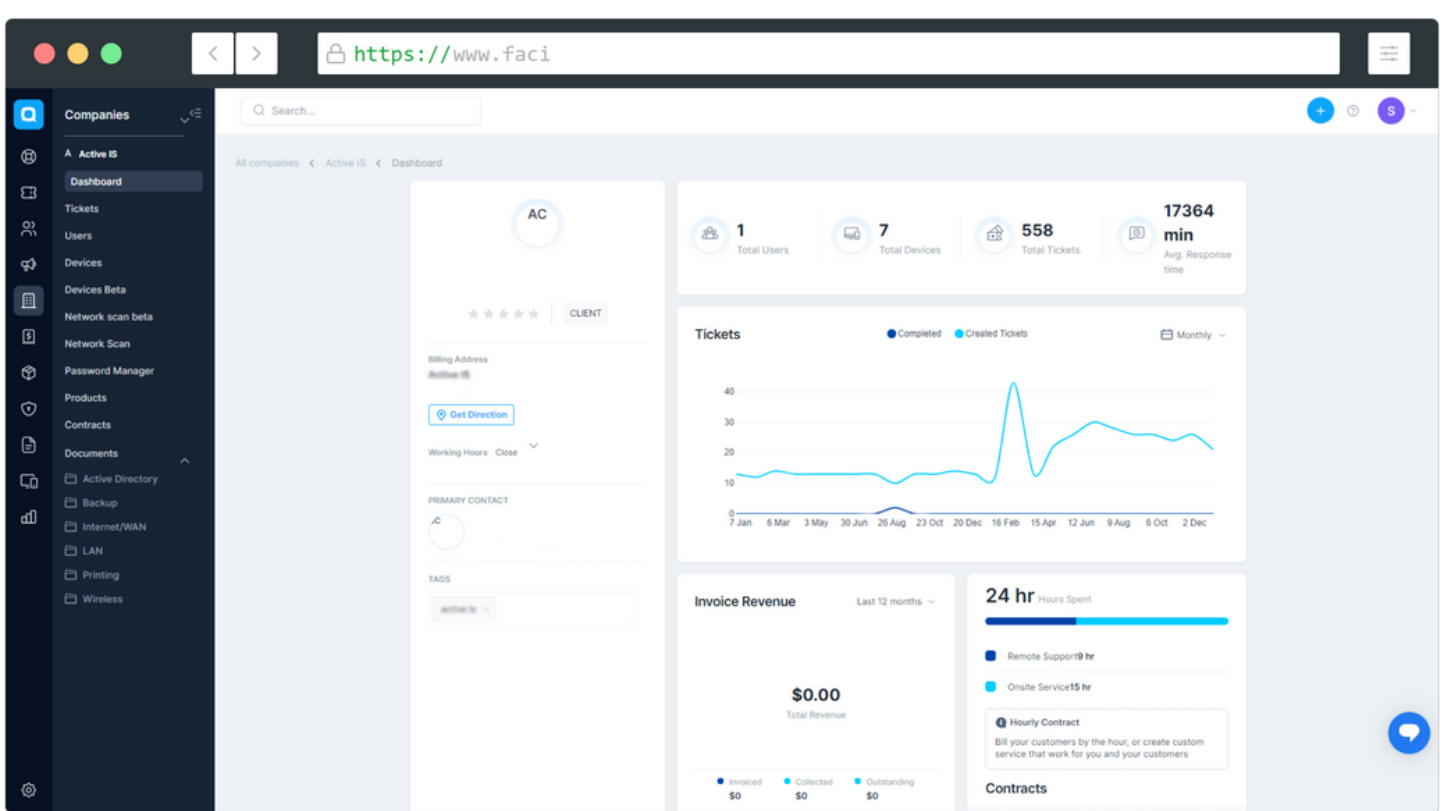 https://www.faci
Companies
Search...
S
A Active IS
Dashboard
Tickets
Users
Devices
Devices Beta
Network scan beta
Network Scan
Password Manager
Products
Contracts
Documents
Active Directory
Backup
Internet/WAN
LAN
Printing
Wireless
All companies
Active IS
Dashboard
AC
CLIENT
Billing Address
Active IS
Get Direction
Working Hours Close
PRIMARY CONTACT
TAGS
active is
1
Total Users
7
Total Devices
558
Total Tickets
17364
min
Avg. Response
time
Tickets
Completed
Created Tickets
Monthly
40
30
20
10
0
7 Jan 6 Mar 3 May 30 Jun 26 Aug 23 Oct 20 Dec 16 Feb 15 Apr 12 Jun 9 Aug 6 Oct 2 Dec
Invoice Revenue
Last 12 months
$0.00
Total Revenue
Invoiced
$0
Collected
$0
Outstanding
$0
24 hr Hours Spent
Remote Support9 hr
Onsite Service15 hr
Hourly Contract
Bill your customers by the hour, or create custom
service that work for you and your customers
Contracts